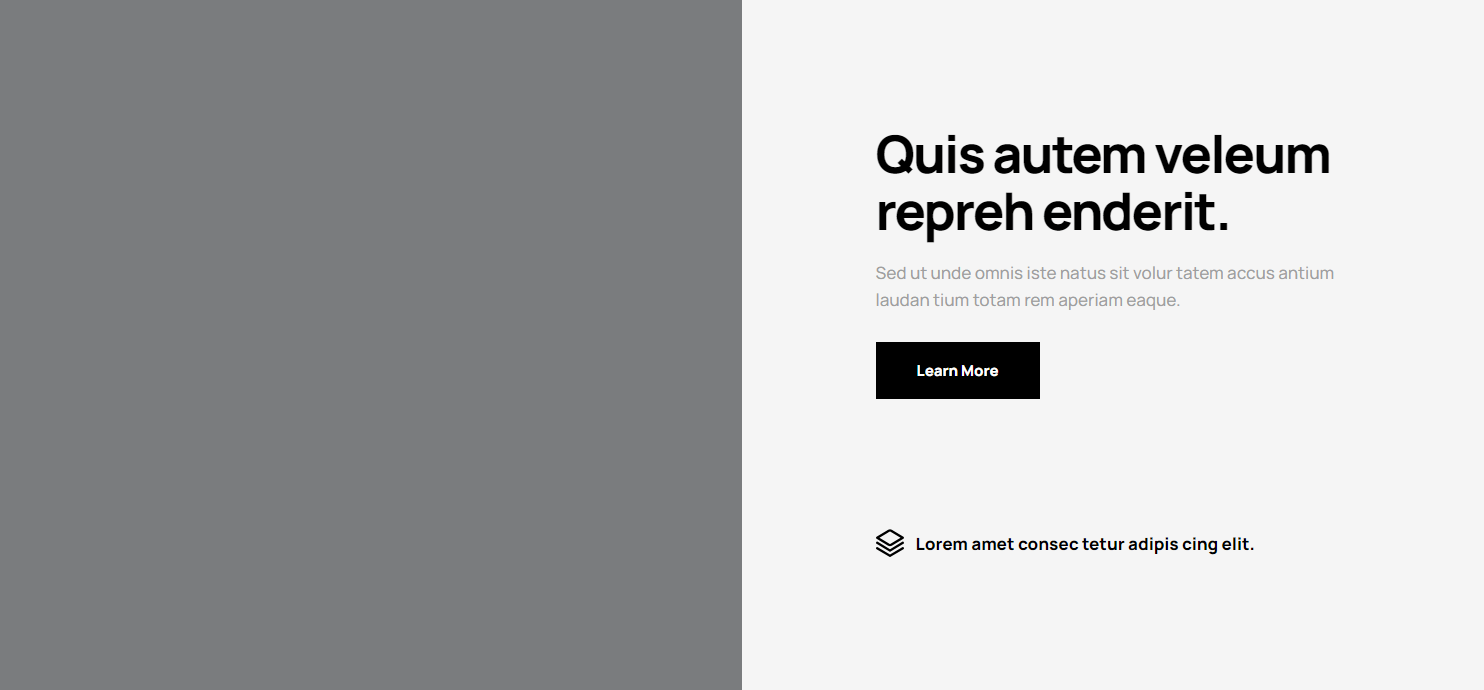 Quis autem veleum
repreh enderit.
Sed ut unde omnis iste natus sit volur tatem accus antium
laudan tium totam rem aperiam eaque.
Learn More
Lorem amet consec tetur adipis cing elit.